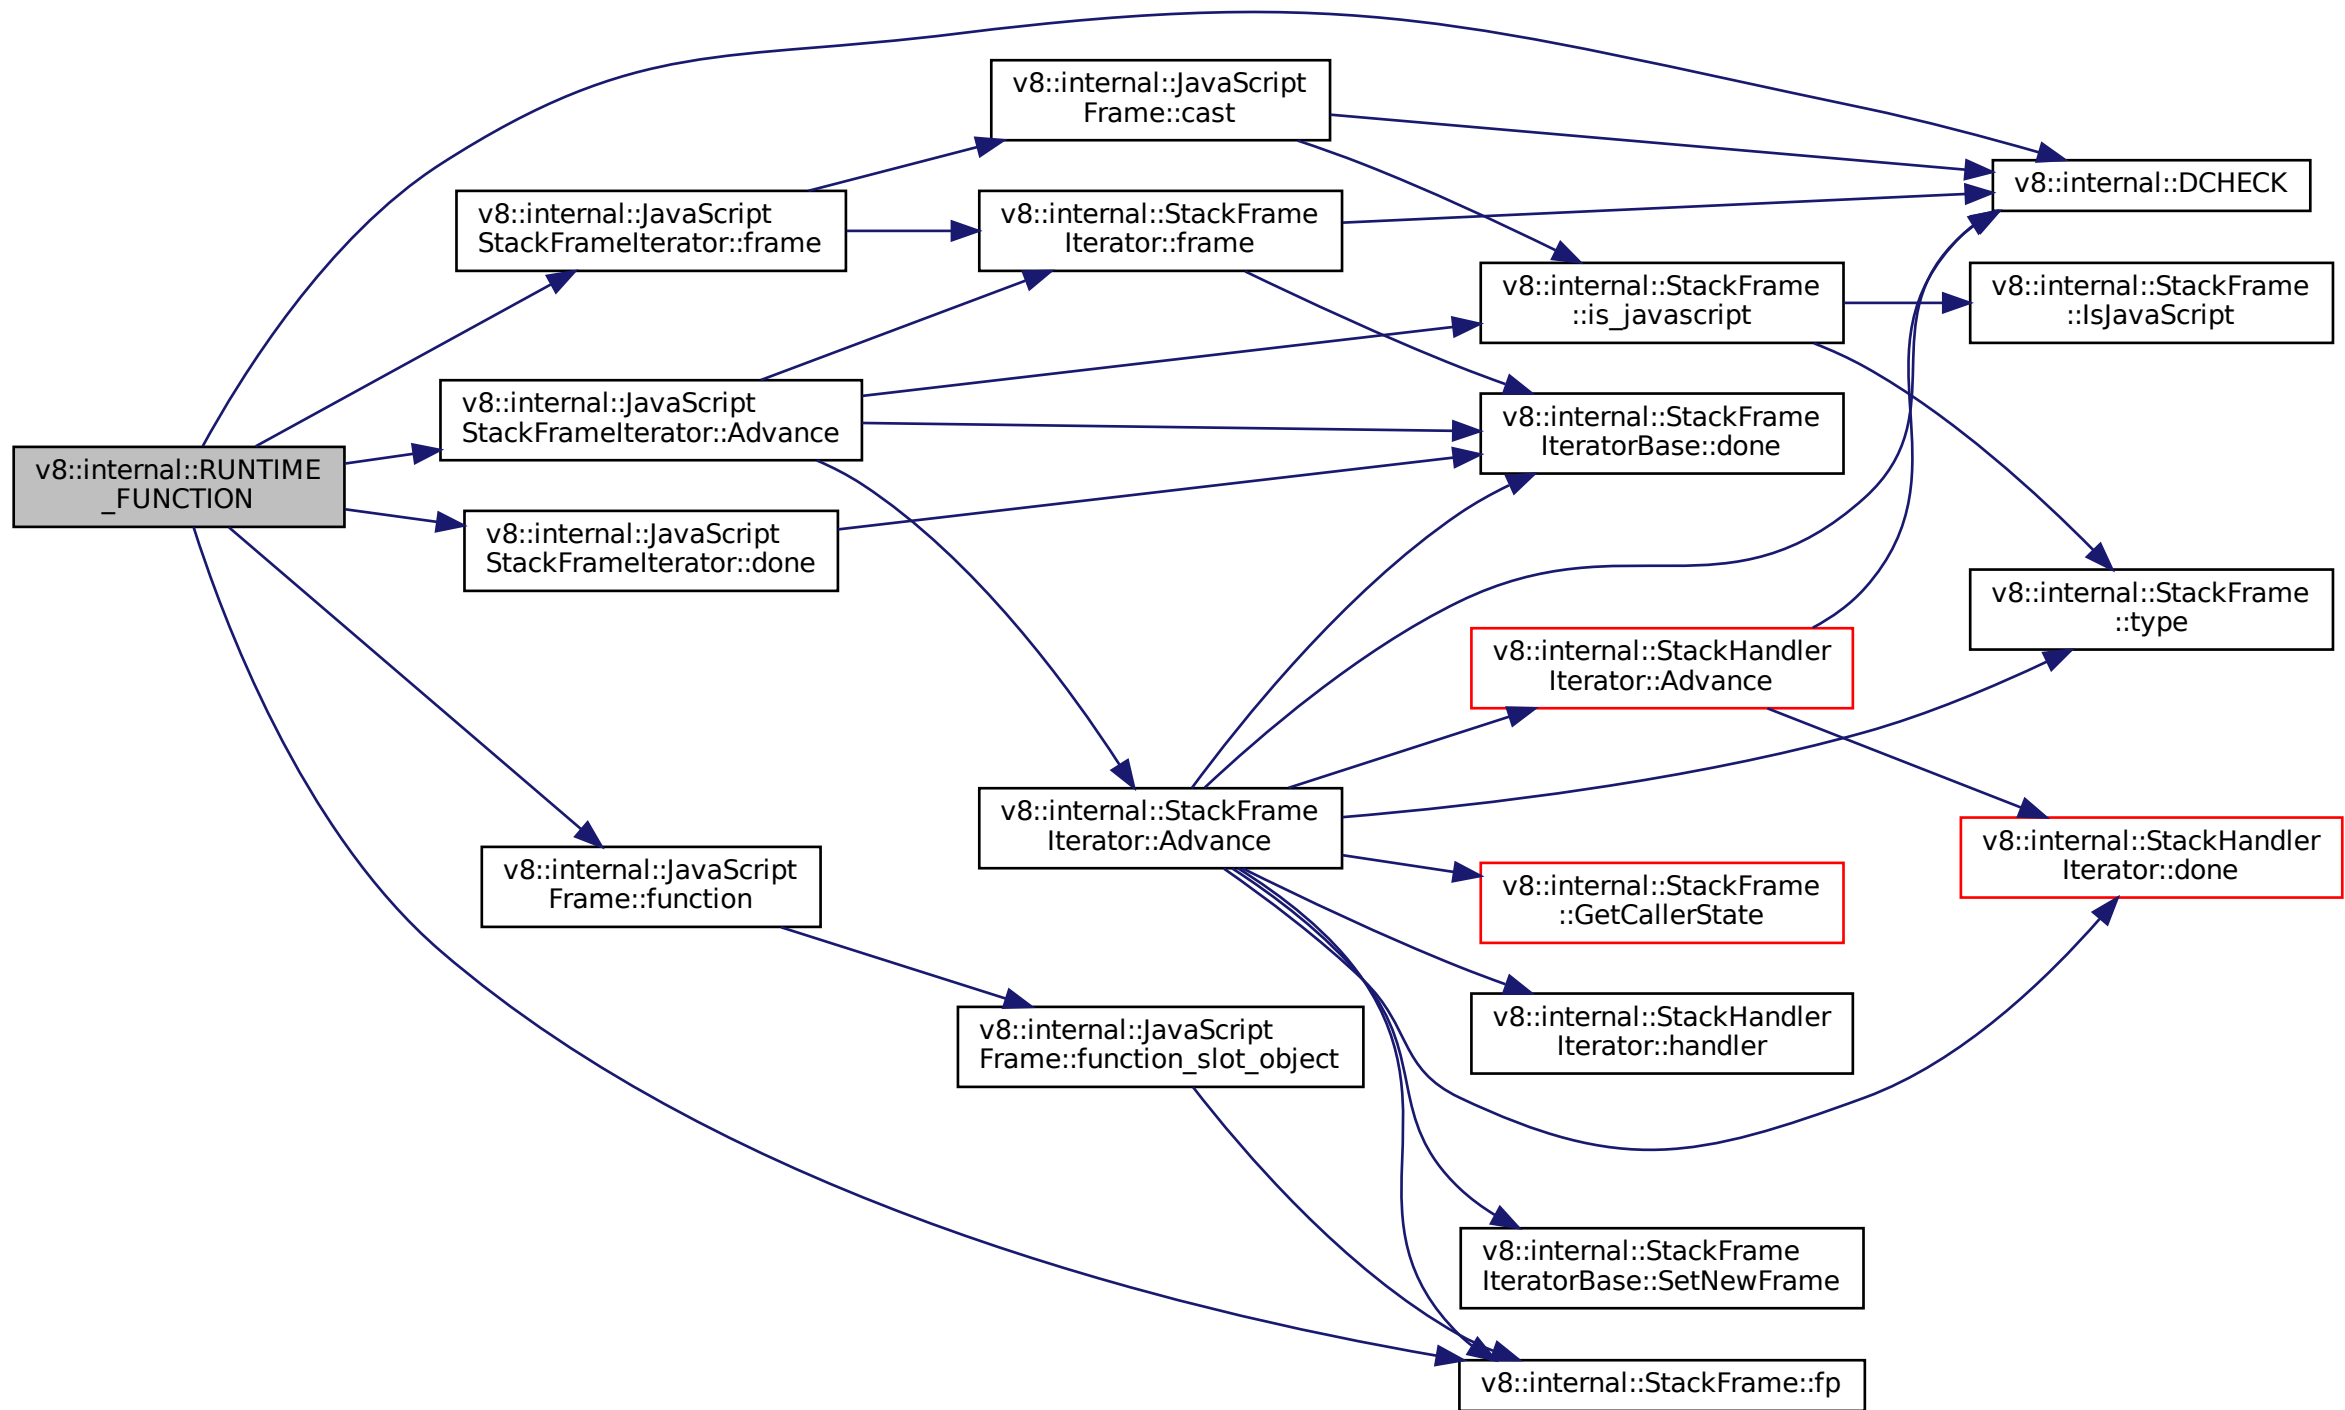 v8::internal::JavaScript
Frame::cast
v8::internal::DCHECK
v8::internal::JavaScript
StackFrameIterator::frame
v8::internal::StackFrame
Iterator::frame
v8::internal::StackFrame
::is_javascript
v8::internal::StackFrame
::IsJavaScript
v8::internal::JavaScript
StackFrameIterator::Advance
v8::internal::StackFrame
IteratorBase::done
v8::internal::RUNTIME
_FUNCTION
v8::internal::JavaScript
StackFrameIterator::done
v8::internal::StackFrame
::type
v8::internal::StackHandler
Iterator::Advance
v8::internal::StackFrame
Iterator::Advance
v8::internal::StackHandler
Iterator::done
v8::internal::JavaScript
Frame::function
v8::internal::StackFrame
::GetCallerState
v8::internal::StackHandler
Iterator::handler
v8::internal::JavaScript
Frame::function_slot_object
v8::internal::StackFrame
IteratorBase::SetNewFrame
v8::internal::StackFrame::fp